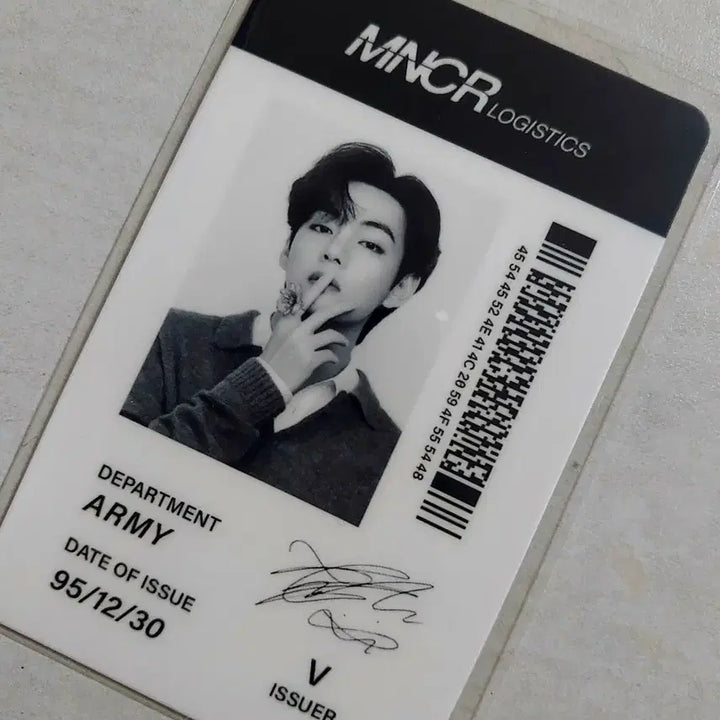 MNCR LOGISTICS
45 54 45 52 4E 41 4C 20 59 4F 55 54 48
DEPARTMENT
ARMY
DATE OF ISSUE
95/12/30
V
ISSUER